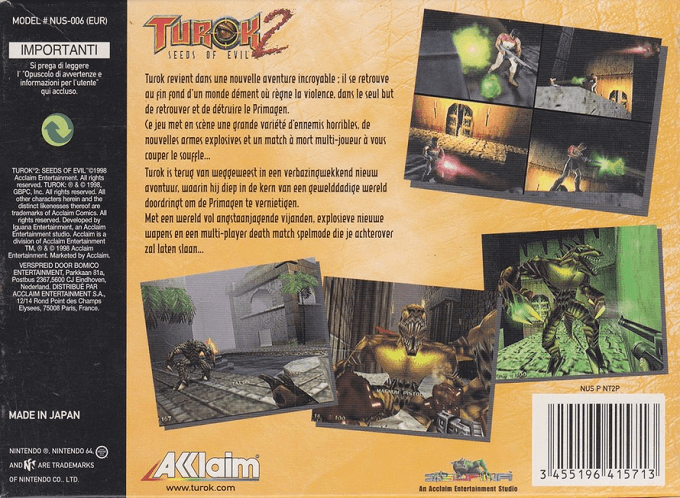 MODEL # NUS-006 (EUR)
IMPORTANTI
Si prega di leggere
l' "Opuscolo di avvertenze e
informazioni per l'utente"
qui accluso.
TUROK®2: SEEDS OF EVIL™©1998
Acclaim Entertainment. All rights
reserved. TUROK: ® & © 1998,
GBPC, Inc. All rights reserved. All
other characters herein and the
distinct likenesses thereof are
trademarks of Acclaim Comics. All
rights reserved. Developed by
Iguana Entertainment, an Acclaim
Entertainment studio. Acclaim is a
division of Acclaim Entertainment
TM, ® & © 1998 Acclaim
Entertainment. Marketed by Acclaim.
VERSPREID DOOR BOMICO
ENTERTAINMENT, Parkkaan 81a,
Postbus 2367,5600 CJ Eindhoven,
Nederland. DISTRIBUÉ PAR
ACCLAIM ENTERTAINMENT S.A.,
12/14 Rond Point des Champs
Elysees, 75008 Paris, France.
MADE IN JAPAN
NINTENDO ®, NINTENDO 64,
AND N ARE TRADEMARKS
OF NINTENDO CO., LTD.
TUROK 2
SEEDS OF EVIL
Turok revient dans une nouvelle aventure incroyable : il se retrouve
au fin fond d'un monde dément où règne la violence, dans le seul but
de retrouver et de détruire le Primagen.
Ce jeu met en scène une grande variété d'ennemis horribles, de
nouvelles armes explosives et un match à mort multi-joueur à vous
couper le souffle...
Turok is terug van weggeweest in een verbazingwekkend nieuw
avontuur, waarin hij diep in de kern van een gewelddadige wereld
doordringt om de Primagen te vernietigen.
Met een wereld vol angstaanjagende vijanden, explosieve nieuwe
wapens en een multi-player death match spelmode die je achterover
zal laten slaan...
TALON
167
MAGNUM PISTOL
100
100
NUS P NT2P
AKklaim
www.turok.com
An Acclaim Entertainment Studio
3 455196 415713